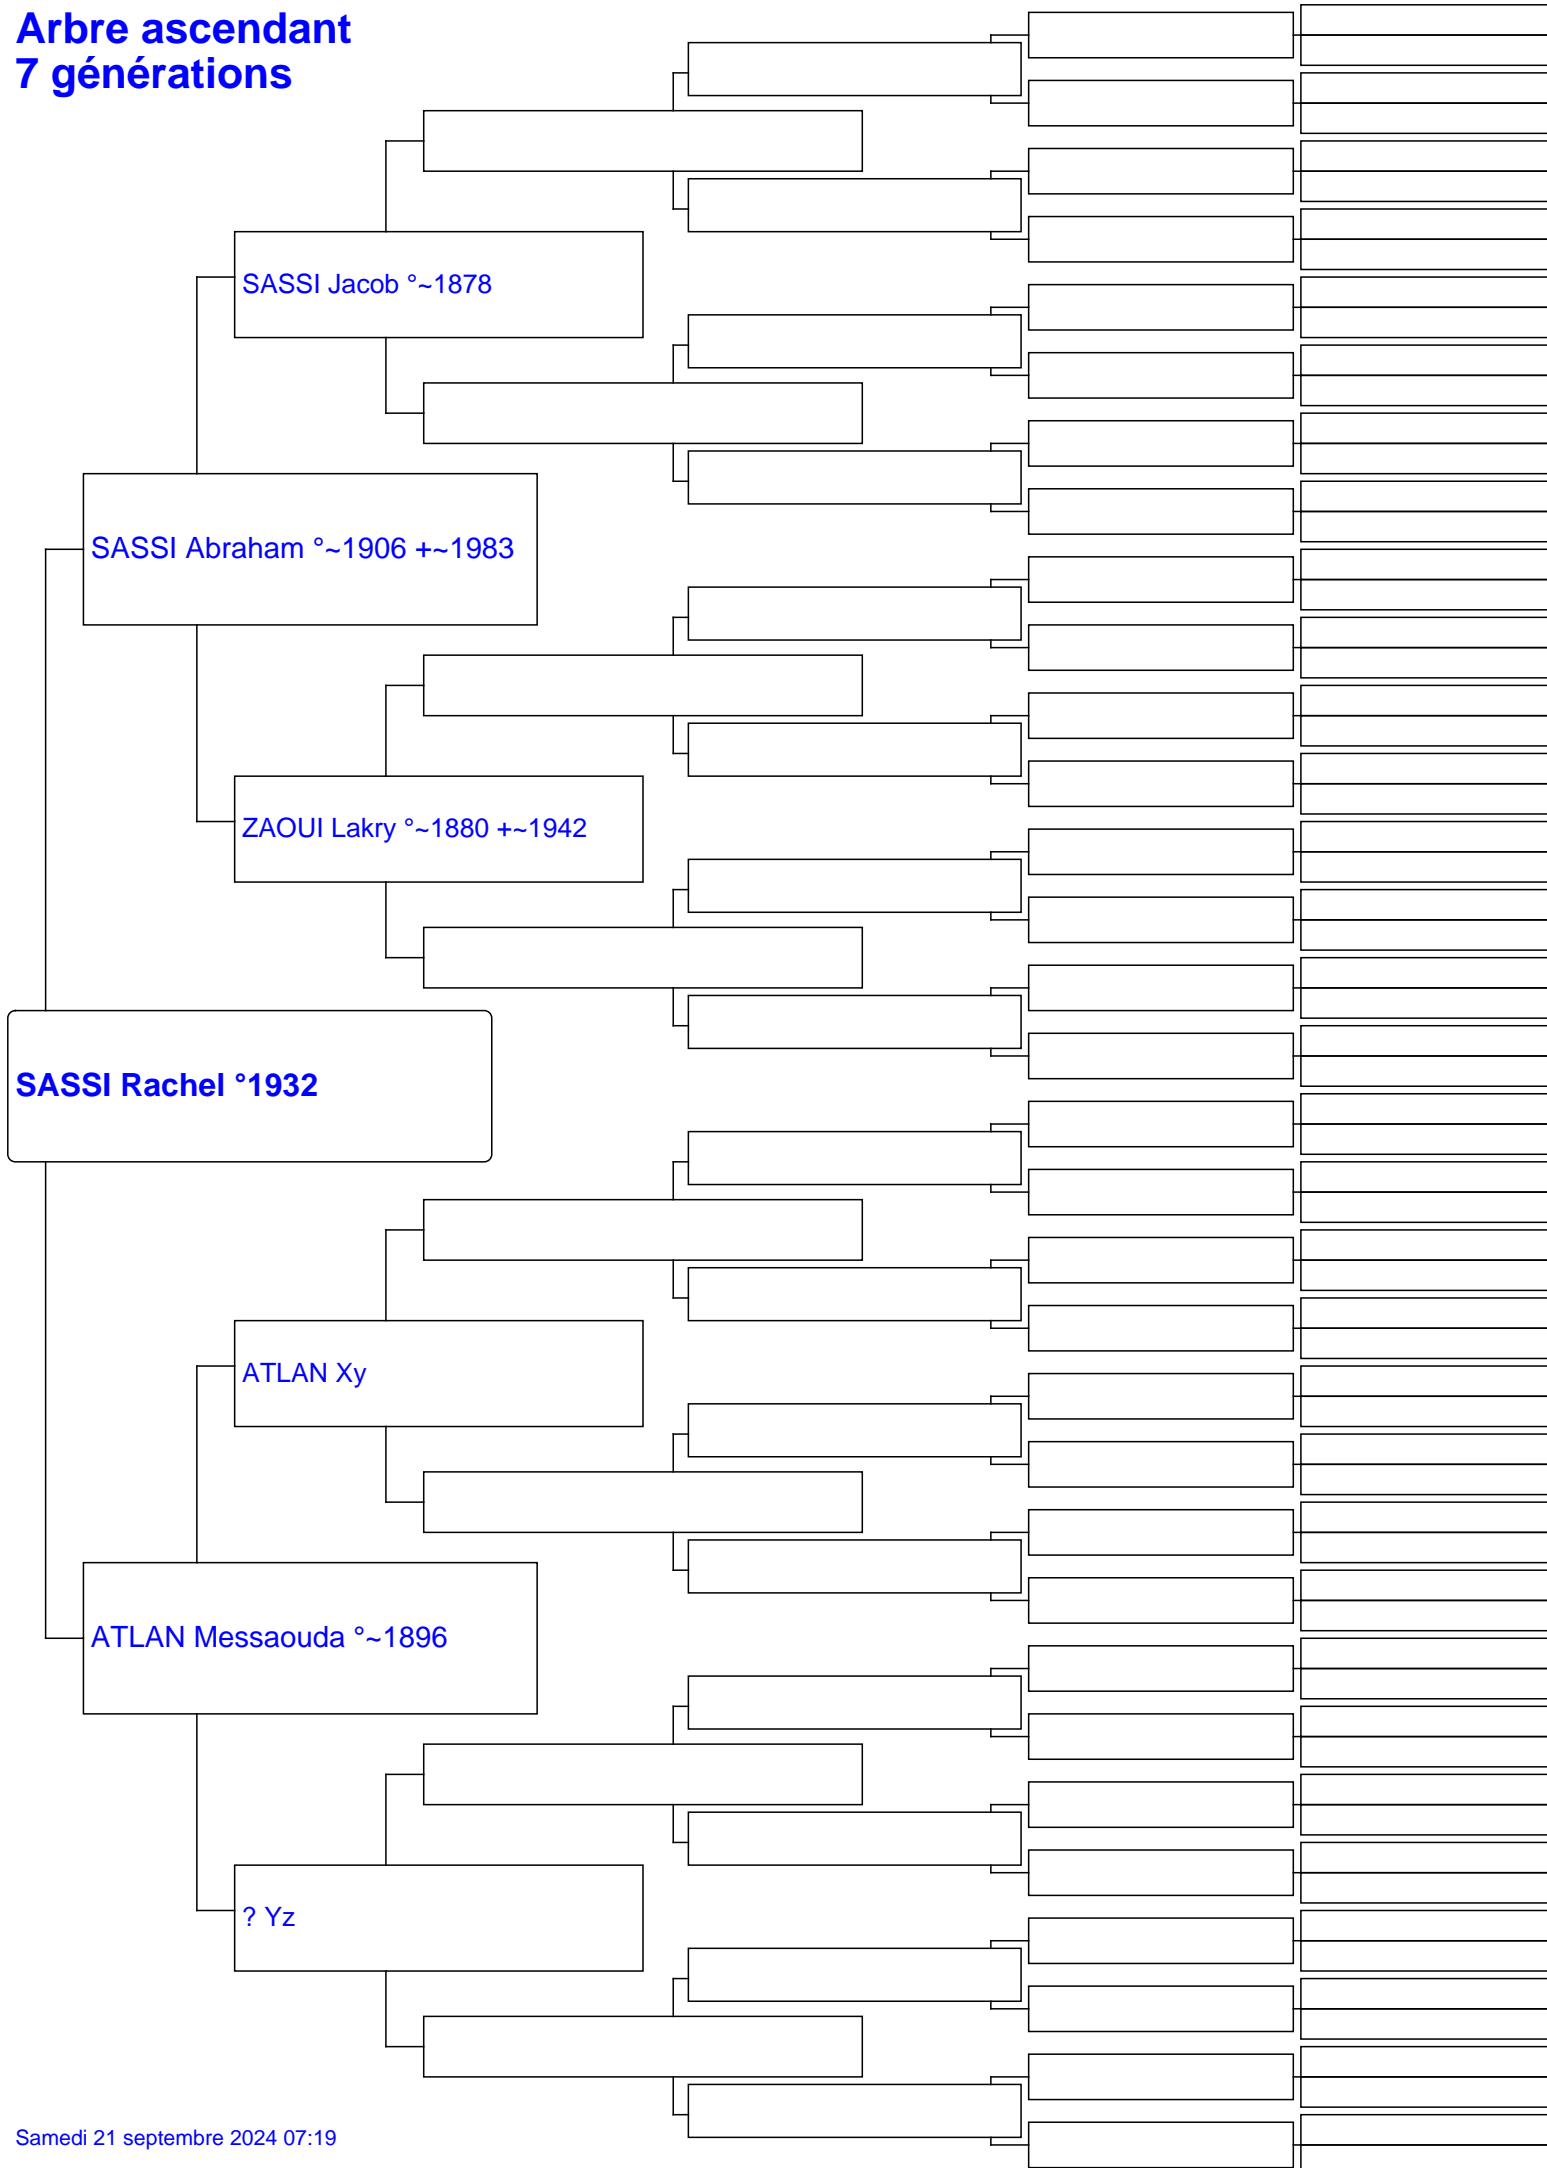 Arbre ascendant
7 générations
SASSI Jacob °~1878
SASSI Abraham °~1906 +~1983
ZAOUI Lakry °~1880 +~1942
SASSI Rachel °1932
ATLAN Xy
ATLAN Messaouda °~1896
? Yz
Samedi 21 septembre 2024 07:19